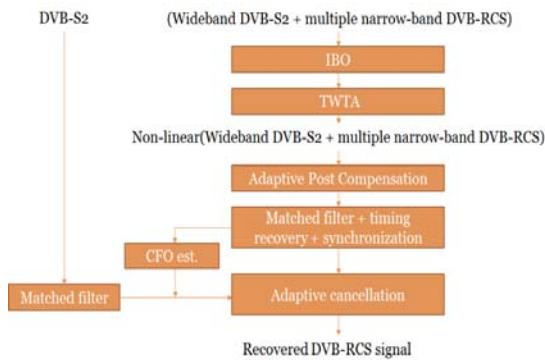 DVB-S2
(Wideband DVB-S2 + multiple narrow-band DVB-RCS)
IBO
TWTA
Non-linear(Wideband DVB-S2 + multiple narrow-band DVB-RCS)
Adaptive Post Compensation
Matched filter + timing
recovery + synchronization
CFO est.
Matched filter
Adaptive cancellation
Recovered DVB-RCS signal